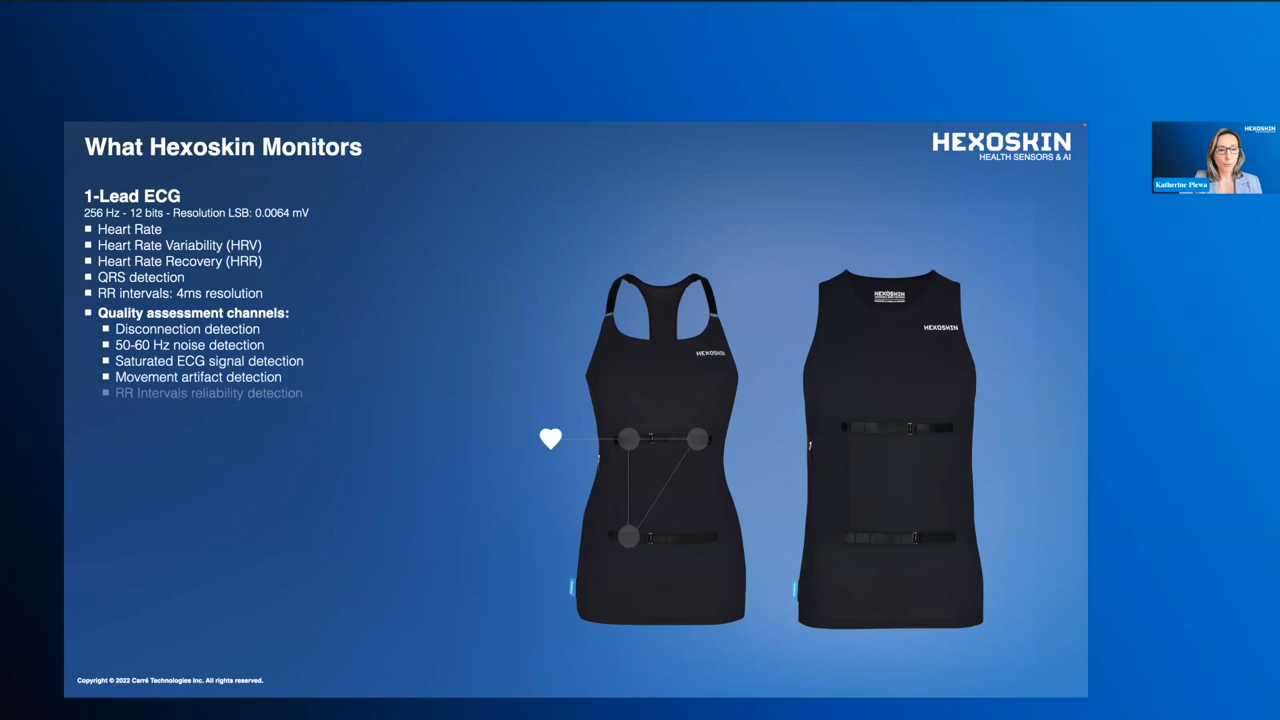 What Hexoskin Monitors
HEXOSKIN
HEALTH SENSORS & AI
1-Lead ECG
256 Hz - 12 bits - Resolution LSB: 0.0064 mV
Heart Rate
Heart Rate Variability (HRV)
Heart Rate Recovery (HRR)
QRS detection
RR intervals: 4ms resolution
Quality assessment channels:
Disconnection detection
50-60 Hz noise detection
Saturated ECG signal detection
Movement artifact detection
RR Intervals reliability detection
HEXOSKIN
HEXOSKIN
HEXOSKIN
Copyright © 2022 Carré Technologies Inc. All rights reserved.
HEXOSKIN
Katherine Plewa